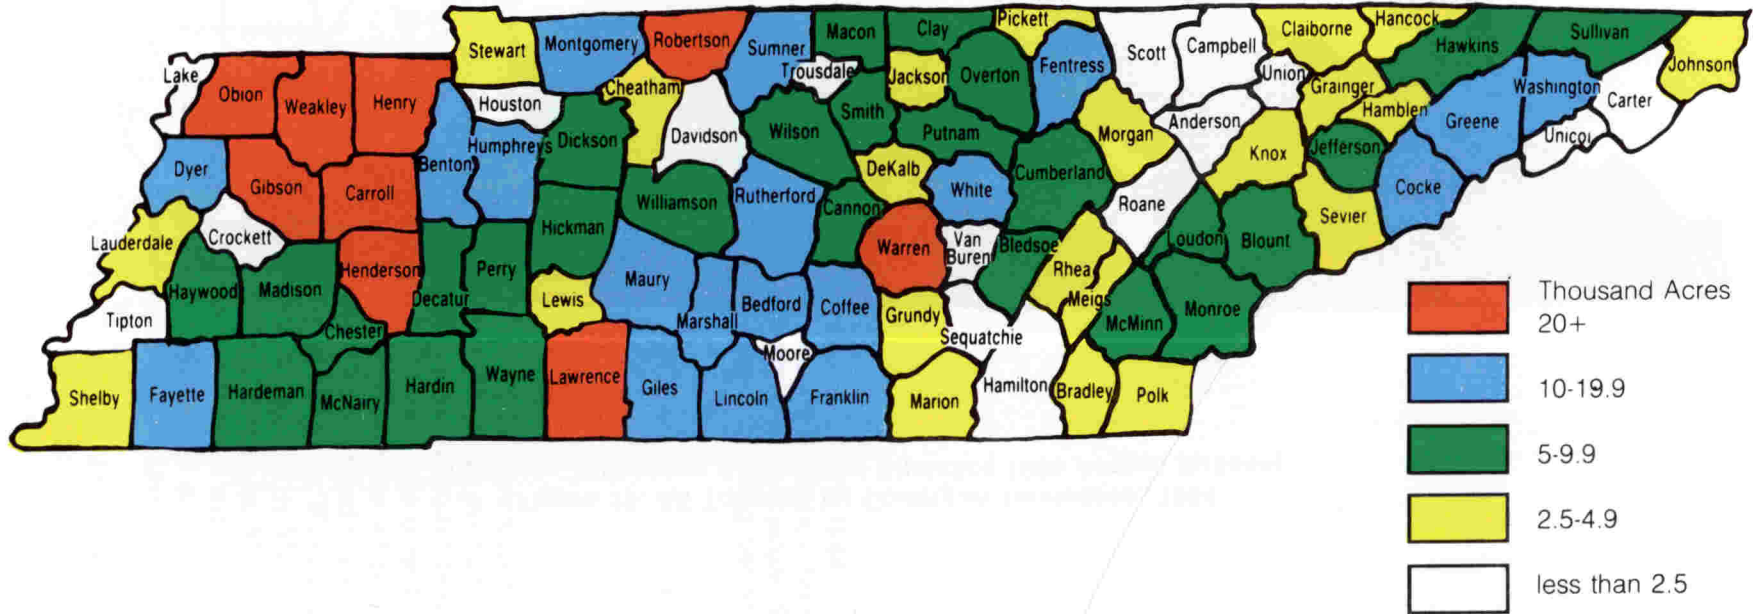 Stewart
Montgomery
Robertson
Sumner
Macon
Clay
Pickett
Scott
Campbell
Claiborne
Hancock
Hawkins
Sullivan
Johnson
Lake
Obion
Weakley
Henry
Houston
Cheatham
Trousdale
Jackson
Overton
Fentress
Union
Grainger
Hamblen
Washington
Carter
Greene
Unicoi
Dyer
Gibson
Carroll
Benton
Humphreys
Dickson
Davidson
Wilson
Smith
Putnam
Morgan
Anderson
Knox
Jefferson
Cocke
DeKalb
White
Cumberland
Roane
Sevier
Lauderdale
Crockett
Hickman
Williamson
Rutherford
Cannon
Warren
Van
Buren
Bledsoe
Rhea
Loudon
Blount
Tipton
Haywood
Madison
Henderson
Decatur
Perry
Lewis
Maury
Marshall
Bedford
Coffee
Grundy
Sequatchie
Meigs
McMinn
Monroe
Chester
Moore
Shelby
Fayette
Hardeman
McNairy
Hardin
Wayne
Lawrence
Giles
Lincoln
Franklin
Marion
Hamilton
Bradley
Polk
Thousand Acres
20+
10-19.9
5-9.9
2.5-4.9
less than 2.5